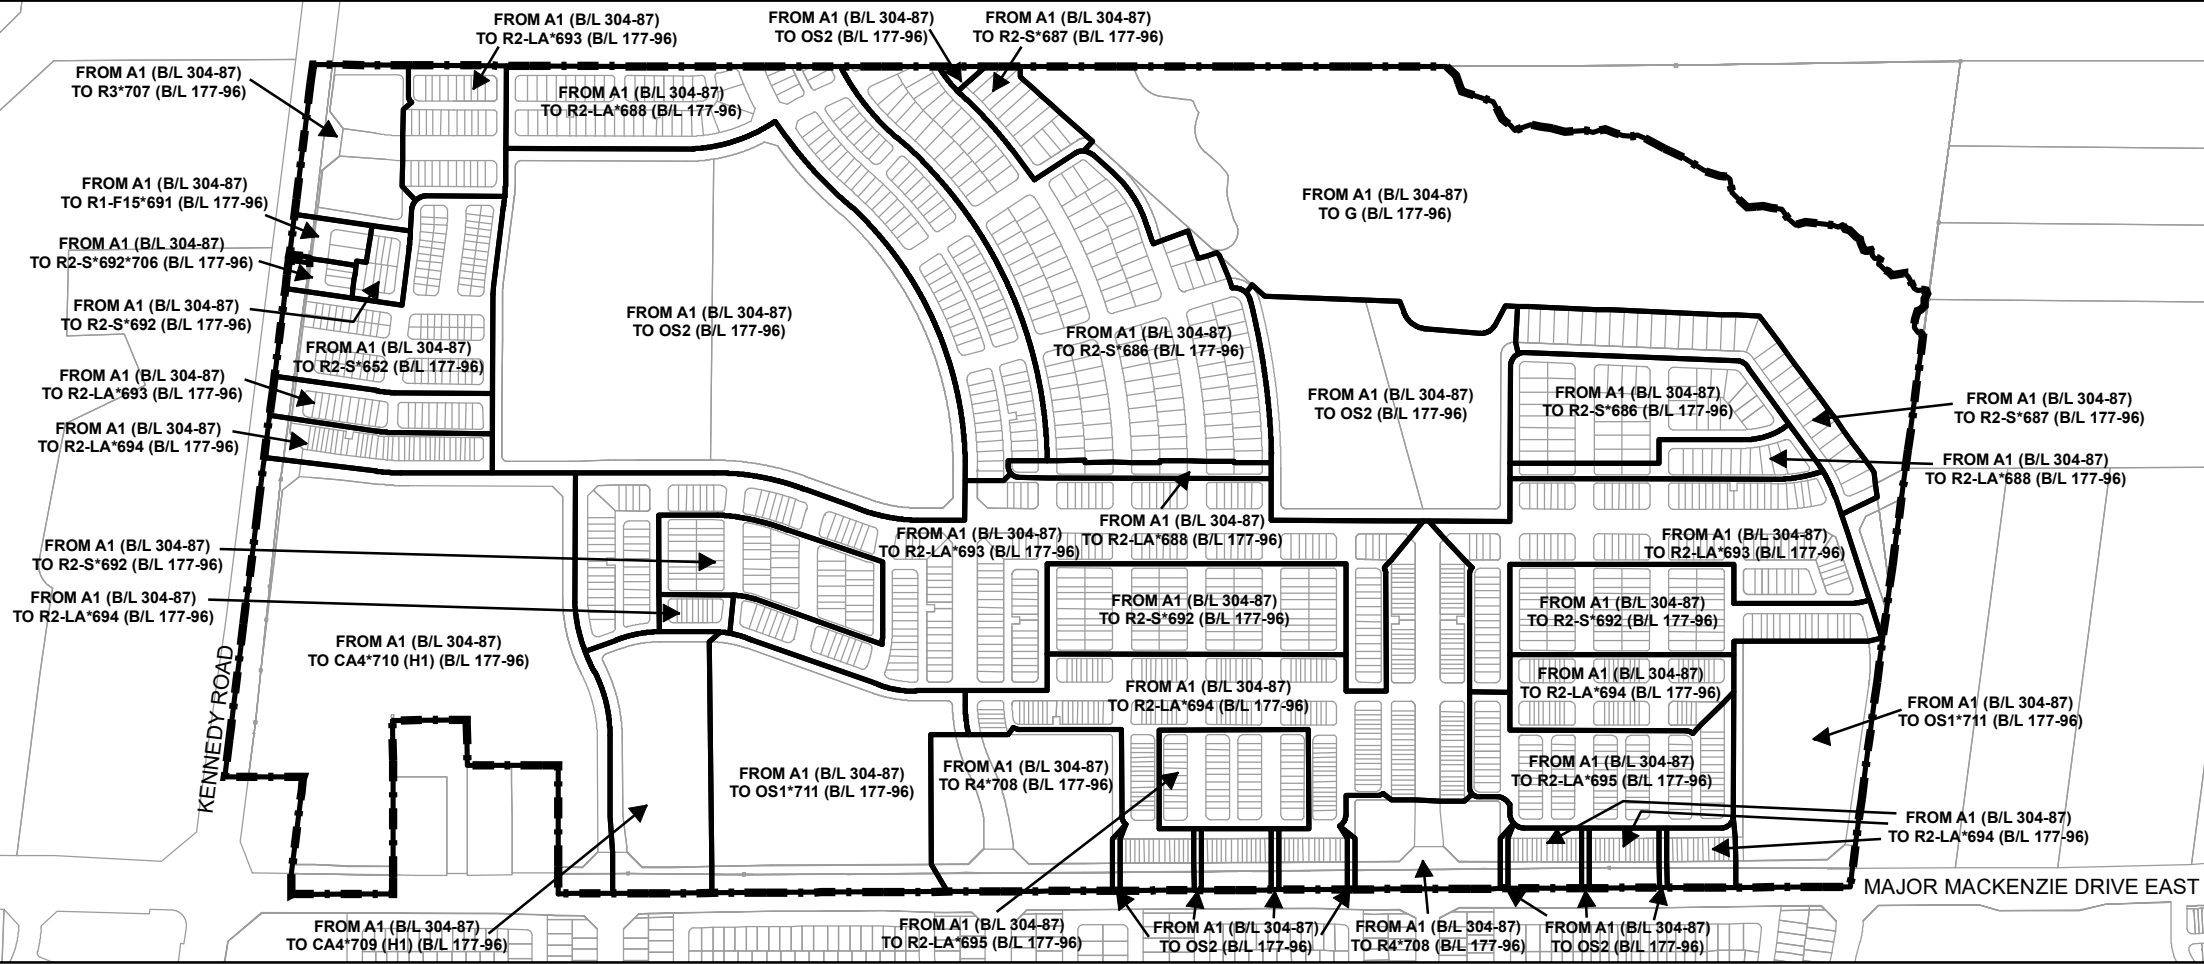 FROM A1 (B/L 304-87)
TO R2-LA*693 (B/L 177-96)
FROM A1 (B/L 304-87)
TO OS2 (B/L 177-96)
FROM A1 (B/L 304-87)
TO R2-S*687 (B/L 177-96)
FROM A1 (B/L 304-87)
TO R3*707 (B/L 177-96)
FROM A1 (B/L 304-87)
TO R2-LA*688 (B/L 177-96)
FROM A1 (B/L 304-87)
TO R1-F15*691 (B/L 177-96)
FROM A1 (B/L 304-87)
TO G (B/L 177-96)
FROM A1 (B/L 304-87)
TO R2-S*692*706 (B/L 177-96)
FROM A1 (B/L 304-87)
TO R2-S*692 (B/L 177-96)
FROM A1 (B/L 304-87)
TO OS2 (B/L 177-96)
FROM A1 (B/L 304-87)
TO R2-S*686 (B/L 177-96)
FROM A1 (B/L 304-87)
TO R2-S*652 (B/L 177-96)
FROM A1 (B/L 304-87)
TO R2-LA*693 (B/L 177-96)
FROM A1 (B/L 304-87)
TO OS2 (B/L 177-96)
FROM A1 (B/L 304-87)
TO R2-S*686 (B/L 177-96)
FROM A1 (B/L 304-87)
TO R2-S*687 (B/L 177-96)
FROM A1 (B/L 304-87)
TO R2-LA*694 (B/L 177-96)
FROM A1 (B/L 304-87)
TO R2-LA*688 (B/L 177-96)
FROM A1 (B/L 304-87)
TO R2-LA*693 (B/L 177-96)
FROM A1 (B/L 304-87)
TO R2-LA*688 (B/L 177-96)
FROM A1 (B/L 304-87)
TO R2-LA*693 (B/L 177-96)
FROM A1 (B/L 304-87)
TO R2-S*692 (B/L 177-96)
FROM A1 (B/L 304-87)
TO R2-LA*694 (B/L 177-96)
FROM A1 (B/L 304-87)
TO R2-S*692 (B/L 177-96)
FROM A1 (B/L 304-87)
TO R2-S*692 (B/L 177-96)
FROM A1 (B/L 304-87)
TO CA4*710 (H1) (B/L 177-96)
FROM A1 (B/L 304-87)
TO R2-LA*694 (B/L 177-96)
FROM A1 (B/L 304-87)
TO R2-LA*694 (B/L 177-96)
FROM A1 (B/L 304-87)
TO OS1*711 (B/L 177-96)
KENNEDY ROAD
FROM A1 (B/L 304-87)
TO OS1*711 (B/L 177-96)
FROM A1 (B/L 304-87)
TO R4*708 (B/L 177-96)
FROM A1 (B/L 304-87)
TO R2-LA*695 (B/L 177-96)
FROM A1 (B/L 304-87)
TO R2-LA*694 (B/L 177-96)
MAJOR MACKENZIE DRIVE EAST
FROM A1 (B/L 304-87)
TO CA4*709 (H1) (B/L 177-96)
FROM A1 (B/L 304-87)
TO R2-LA*695 (B/L 177-96)
FROM A1 (B/L 304-87)
TO OS2 (B/L 177-96)
FROM A1 (B/L 304-87)
TO R4*708 (B/L 177-96)
FROM A1 (B/L 304-87)
TO OS2 (B/L 177-96)